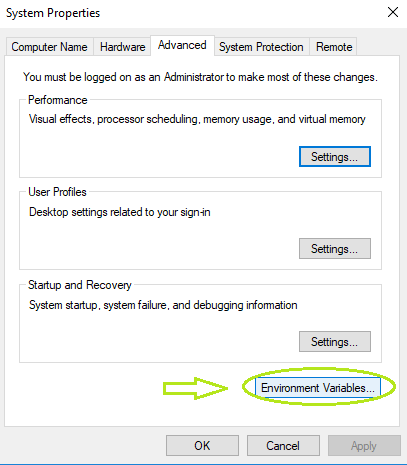 System Properties
Computer Name Hardware Advanced System Protection Remote
You must be logged on as an Administrator to make most of these changes.
Performance
Visual effects, processor scheduling, memory usage, and virtual memory
Settings...
User Profiles
Desktop settings related to your sign-in
Settings...
Startup and Recovery
System startup, system failure, and debugging information
Settings...
Environment Variables...
OK Cancel Apply